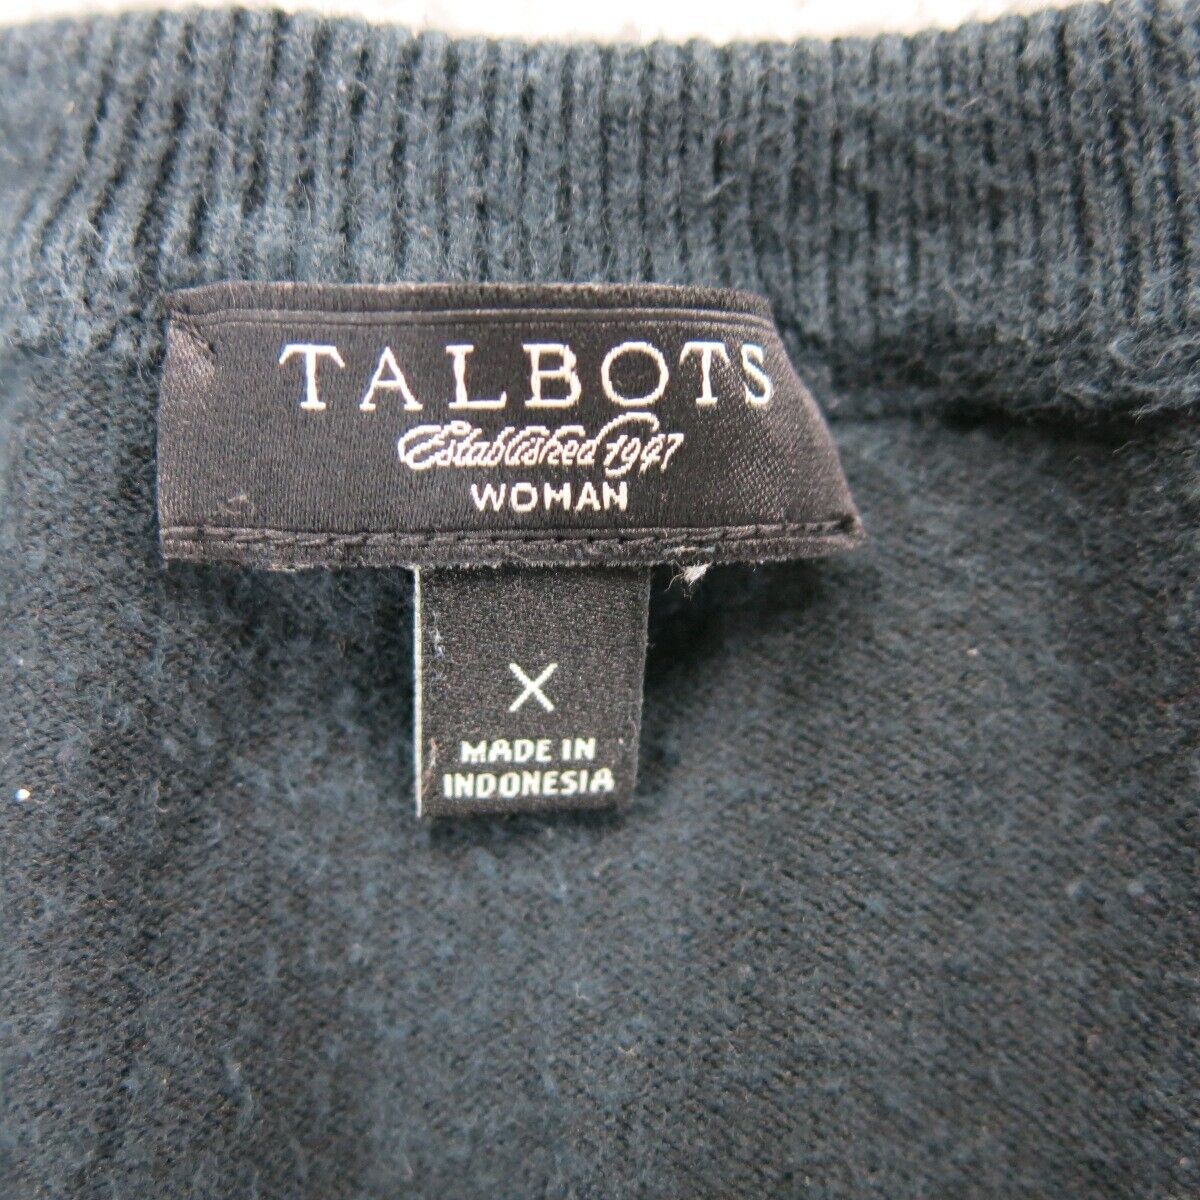 TALBOTS
Established 1947
WOMAN
X
MADE IN
INDONESIA